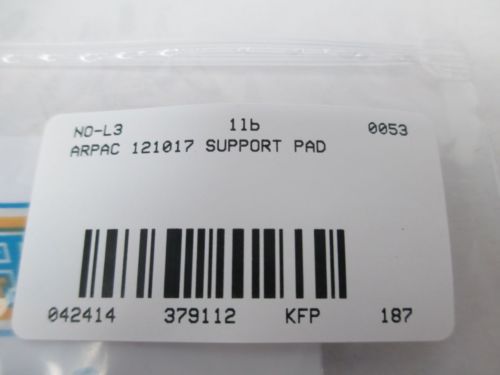 NO-L3 1lb 0053
ARPAC 121017 SUPPORT PAD
042414 379112 KFP 187